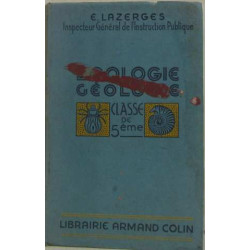 E. LAZERGES
Inspecteur Général de l'Instruction Publique
ZOOLOGIE
GÉOLOGIE
CLASSE
DE
5ème
LIBRAIRIE ARMAND COLIN